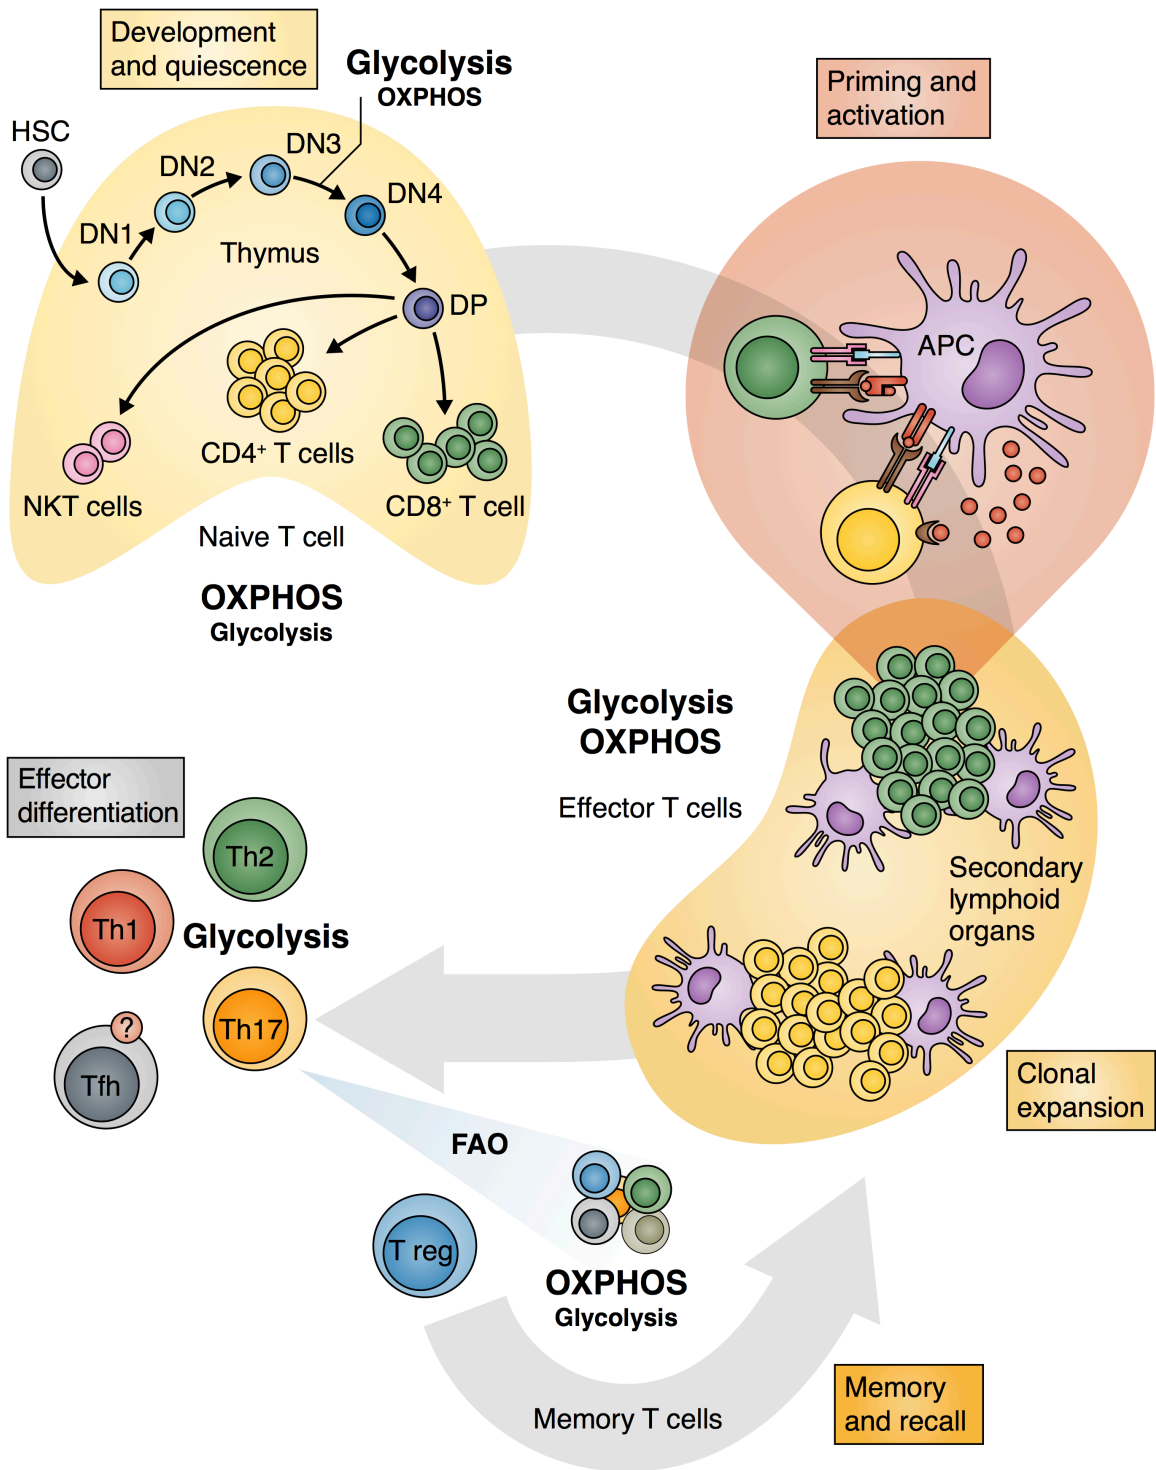 Development
and quiescence
Glycolysis
OXPHOS
HSC
DN1
DN2
DN3
DN4
Thymus
DP
CD4+ T cells
NKT cells
CD8+ T cell
Naive T cell
OXPHOS
Glycolysis
Priming and
activation
APC
Glycolysis
OXPHOS
Effector T cells
Secondary
lymphoid
organs
Clonal
expansion
Effector
differentiation
Th2
Th1
Glycolysis
Th17
?
Tfh
FAO
T reg
OXPHOS
Glycolysis
Memory T cells
Memory
and recall